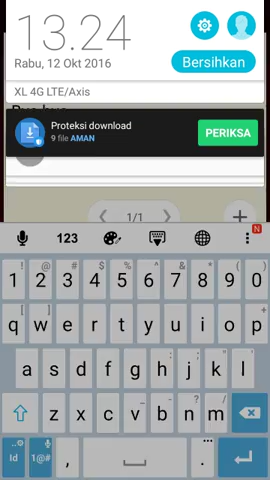 13.24
Rabu, 12 Okt 2016
Bersihkan
XL 4G LTE/Axis
Proteksi download
9 file AMAN
PERIKSA
1/1
N
123
@ # $ % ^ & * ( )
1 2 3 4 5 6 7 8 9 0
q w e r t y u i o p
a s d f g h j k l
z x c v b n m
Id 1@# , .